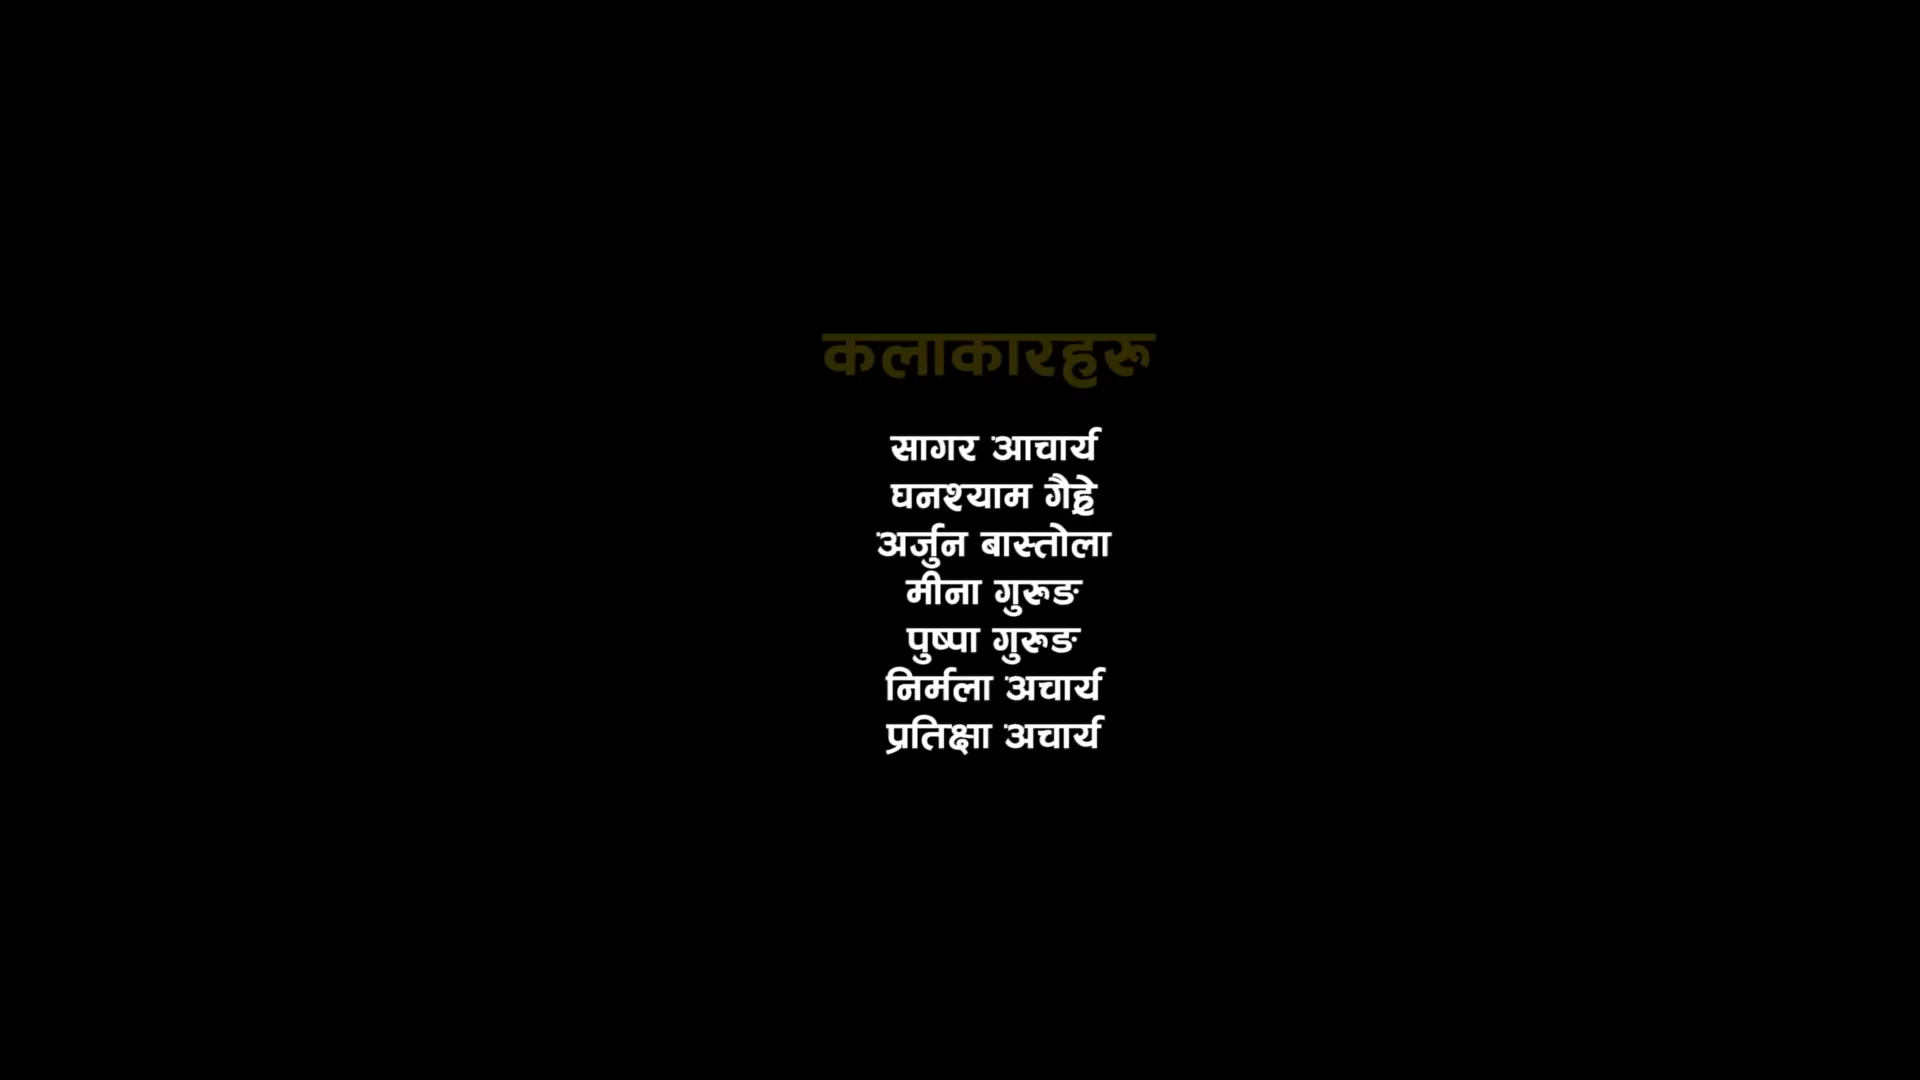 कलाकारहरू
सागर आचार्य
घनश्याम गैह्रे
अर्जुन बास्तोला
मीना गुरूङ
पुष्पा गुरूङ
निर्मला अचार्य
प्रतिक्षा अचार्य